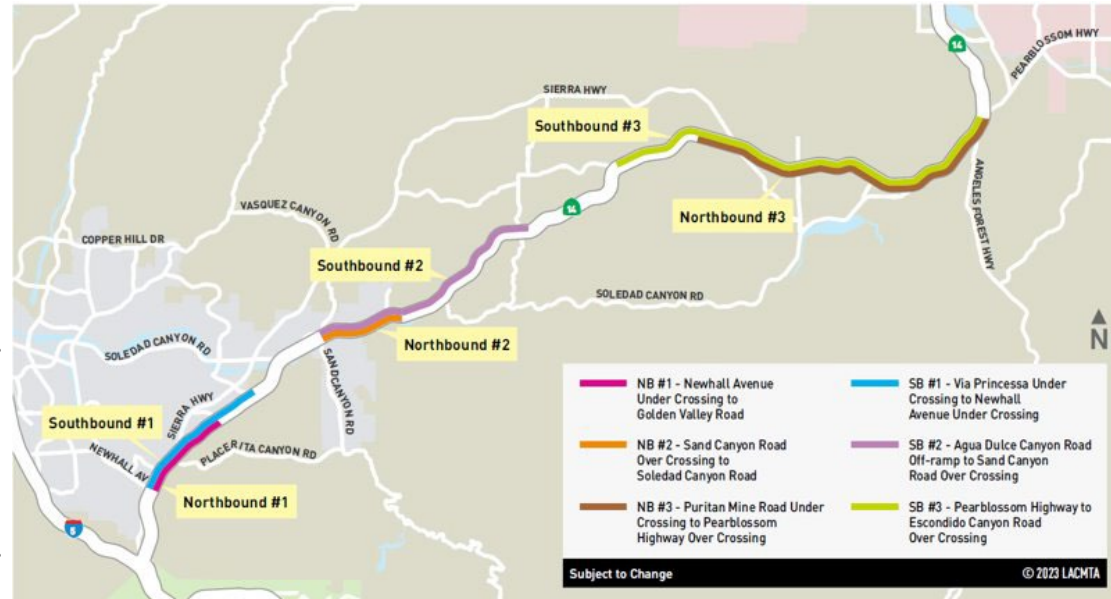 14
PEARBLOSSOM HWY
SIERRA HWY
Southbound #3
14
Northbound #3
ANGELES FOREST HWY
VASQUEZ CANYON RD
COPPER HILL DR
Southbound #2
SOLEDAD CANYON RD
Northbound #2
SOLEDAD CANYON RD
SANDCANYON RD
SIERRA HWY
Southbound #1
PLACERITA CANYON RD
NEWHALL AV
Northbound #1
5
N
NB #1 - Newhall Avenue
Under Crossing to
Golden Valley Road
SB #1 - Via Princessa Under
Crossing to Newhall
Avenue Under Crossing
NB #2 - Sand Canyon Road
Over Crossing to
Soledad Canyon Road
SB #2 - Agua Dulce Canyon Road
Off-ramp to Sand Canyon
Road Over Crossing
NB #3 - Puritan Mine Road Under
Crossing to Pearblossom
Highway Over Crossing
SB #3 - Pearblossom Highway to
Escondido Canyon Road
Over Crossing
Subject to Change
© 2023 LACMTA